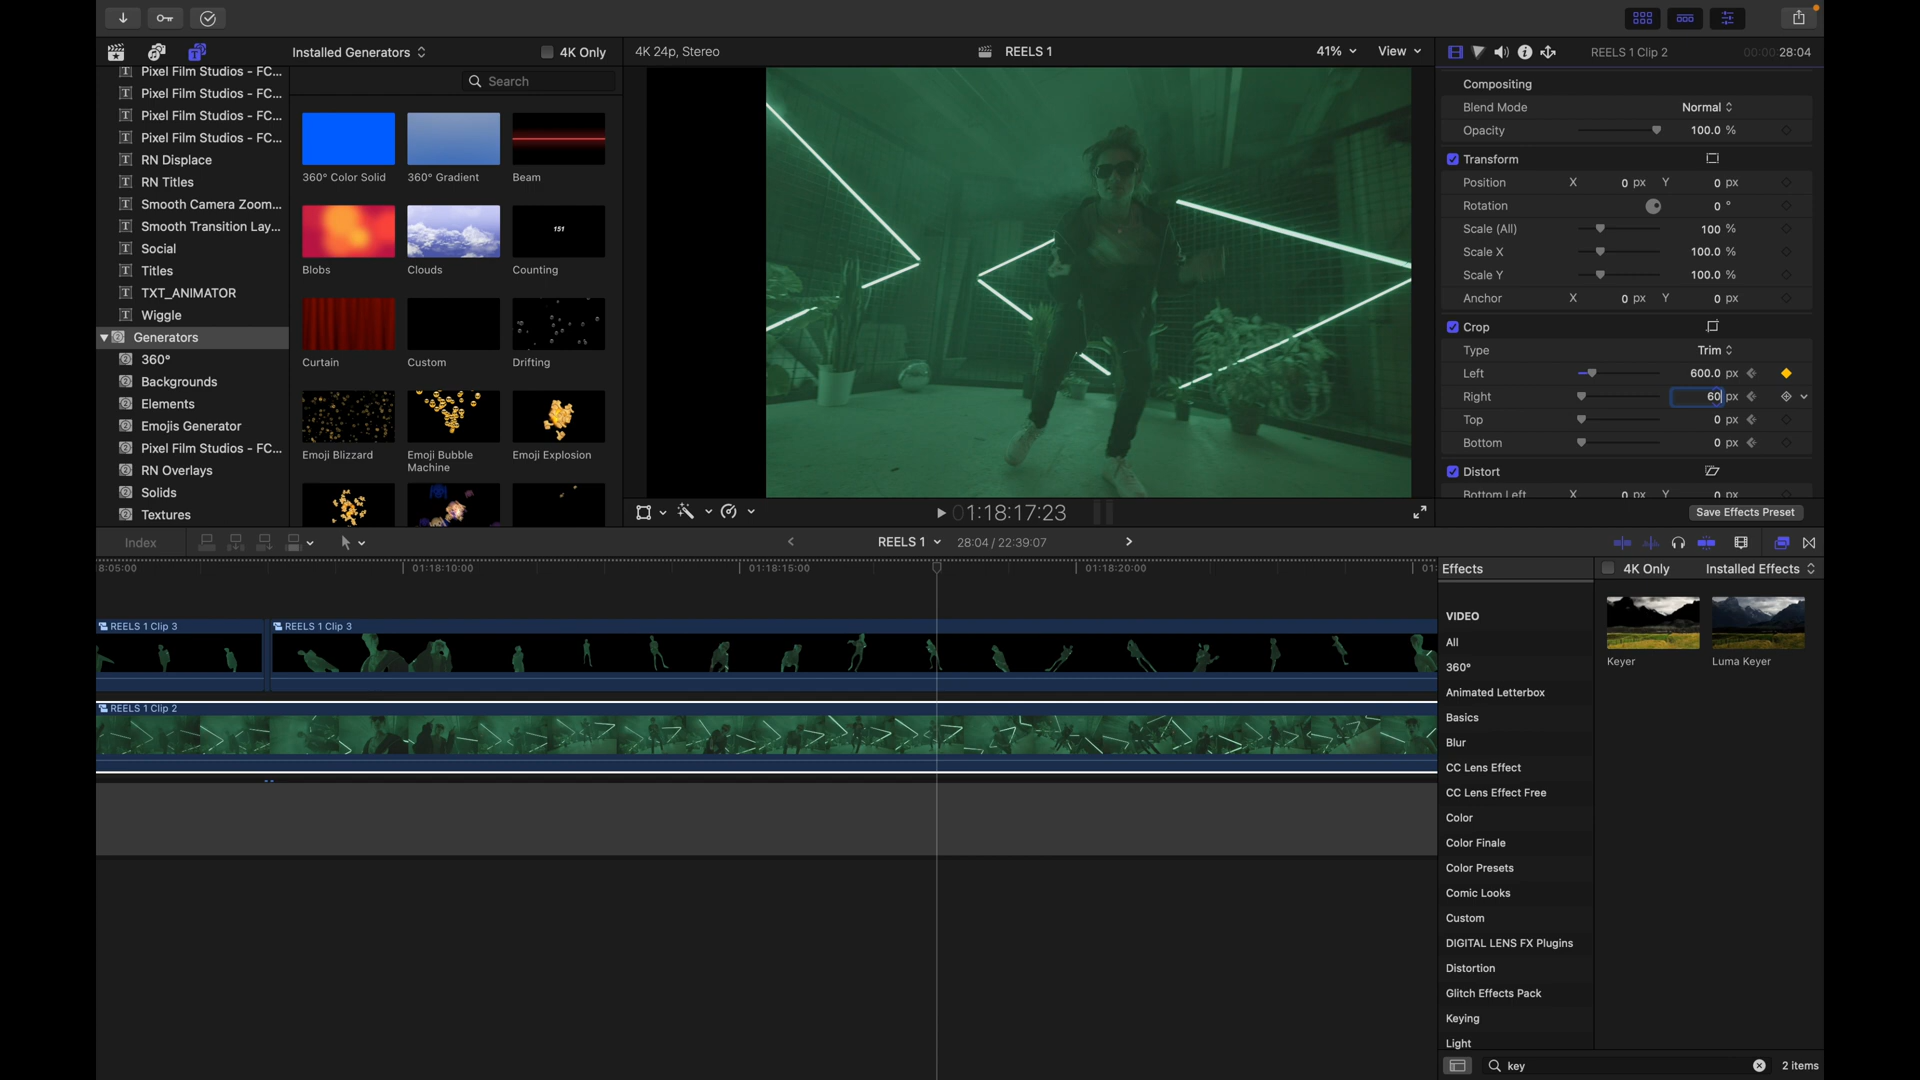 Installed Generators
4K Only
4K 24p, Stereo
REELS 1
41%
View
REELS 1 Clip 2
00:00:28:04
Pixel Film Studios - FC...
Pixel Film Studios - FC...
Pixel Film Studios - FC...
Pixel Film Studios - FC...
RN Displace
RN Titles
Smooth Camera Zoom...
Smooth Transition Lay...
Social
Titles
TXT_ANIMATOR
Wiggle
Generators
360°
Backgrounds
Elements
Emojis Generator
Pixel Film Studios - FC...
RN Overlays
Solids
Textures
Search
360° Color Solid
360° Gradient
Beam
Blobs
Clouds
151
Counting
Curtain
Custom
Drifting
Emoji Blizzard
Emoji Bubble
Machine
Emoji Explosion
Compositing
Blend Mode Normal
Opacity 100.0 %
Transform
Position X 0 px Y 0 px
Rotation 0 °
Scale (All) 100 %
Scale X 100.0 %
Scale Y 100.0 %
Anchor X 0 px Y 0 px
Crop
Type Trim
Left 600.0 px
Right 60 px
Top 0 px
Bottom 0 px
Distort
Bottom Left X 0 px Y 0 px
Save Effects Preset
01:18:17:23
Index
REELS 1
28:04 / 22:39:07
8:05:00
01:18:10:00
01:18:15:00
01:18:20:00
01:
REELS 1 Clip 3
REELS 1 Clip 3
REELS 1 Clip 2
Effects
4K Only
Installed Effects
VIDEO
All
360°
Animated Letterbox
Basics
Blur
CC Lens Effect
CC Lens Effect Free
Color
Color Finale
Color Presets
Comic Looks
Custom
DIGITAL LENS FX Plugins
Distortion
Glitch Effects Pack
Keying
Light
Keyer
Luma Keyer
key
2 items